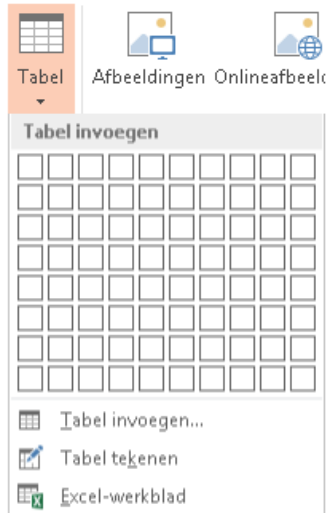 Tabel Afbeeldingen Onlineafbeeld
Tabel invoegen
Tabel invoegen...
Tabel tekenen
Excel-werkblad